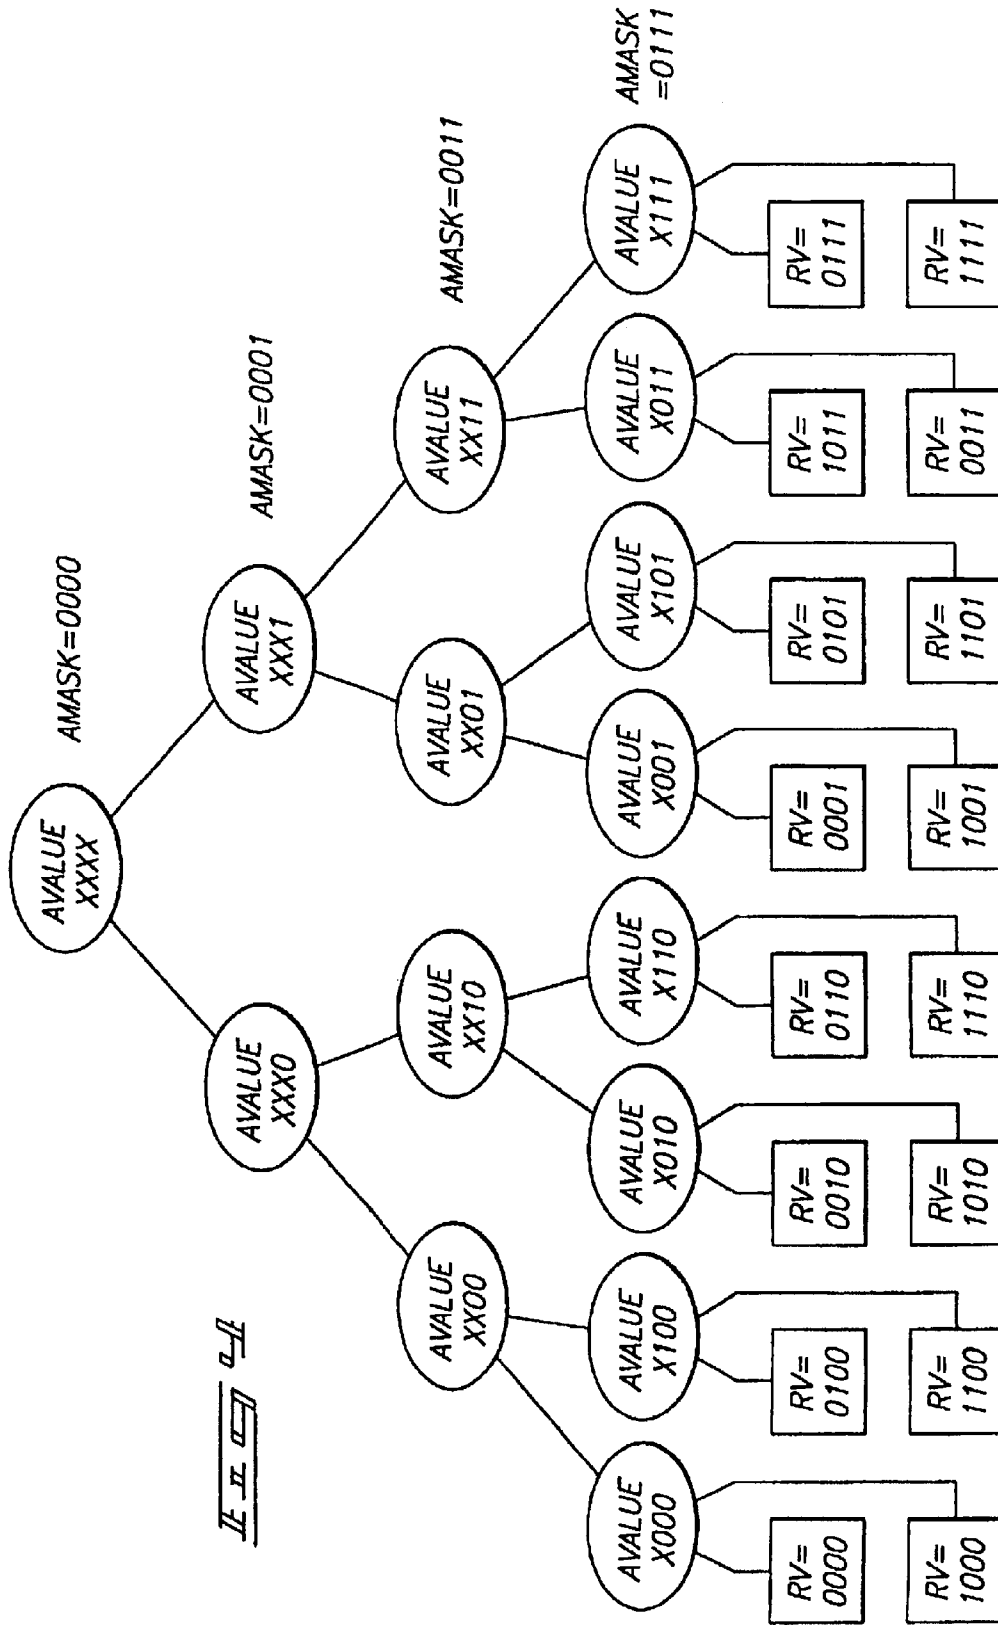 Fig. 4
AVALUE
XXXX
AMASK=0000
AVALUE
XXX0
AVALUE
XXX1
AMASK=0001
AVALUE
XX00
AVALUE
XX10
AVALUE
XX01
AVALUE
XX11
AMASK=0011
AVALUE
X000
AVALUE
X100
AVALUE
X010
AVALUE
X110
AVALUE
X001
AVALUE
X101
AVALUE
X011
AVALUE
X111
AMASK
=0111
RV=
0000
RV=
0100
RV=
0010
RV=
0110
RV=
0001
RV=
0101
RV=
1011
RV=
0111
RV=
1000
RV=
1100
RV=
1010
RV=
1110
RV=
1001
RV=
1101
RV=
0011
RV=
1111